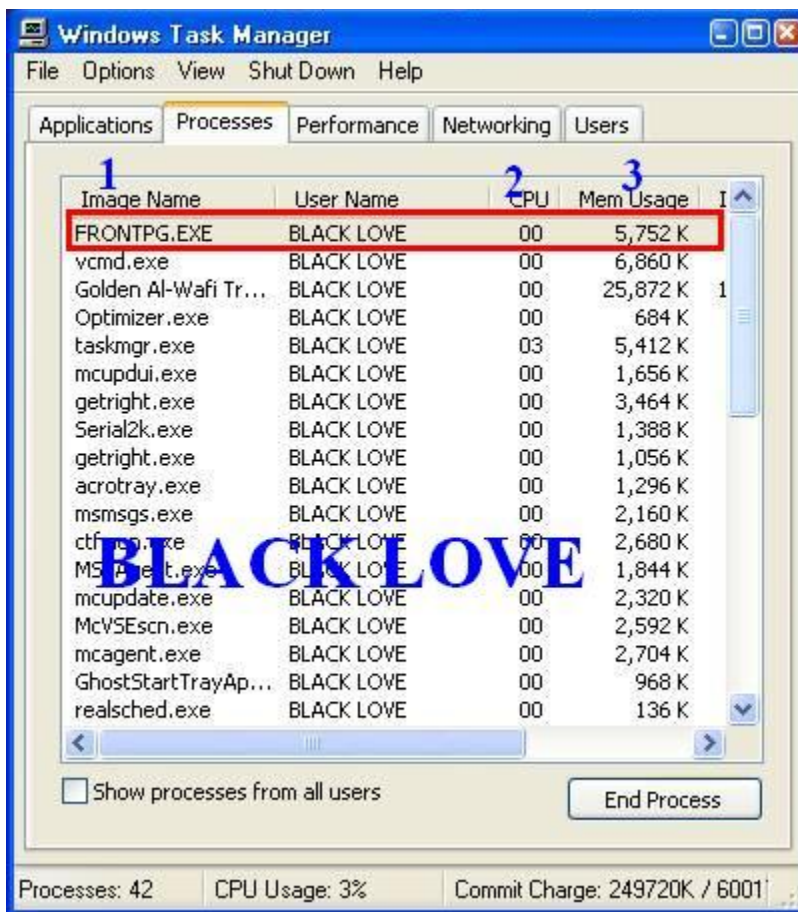 Windows Task Manager
File Options View Shut Down Help
Applications Processes Performance Networking Users
1 2 3
Image Name User Name CPU Mem Usage
FRONTPG.EXE BLACK LOVE 00 5,752 K
vcmd.exe BLACK LOVE 00 6,860 K
Golden Al-Wafi Tr... BLACK LOVE 00 25,872 K 1
Optimizer.exe BLACK LOVE 00 684 K
taskmgr.exe BLACK LOVE 03 5,412 K
mcupdui.exe BLACK LOVE 00 1,656 K
getright.exe BLACK LOVE 00 3,464 K
Serial2k.exe BLACK LOVE 00 1,388 K
getright.exe BLACK LOVE 00 1,056 K
acrotray.exe BLACK LOVE 00 1,296 K
msmsgs.exe BLACK LOVE 00 2,160 K
BLACK LOVE 00 2,680 K
BLACK LOVE
BLACK LOVE 00 1,844 K
mcupdate.exe BLACK LOVE 00 2,320 K
McVSEscn.exe BLACK LOVE 00 2,592 K
mcagent.exe BLACK LOVE 00 2,704 K
GhostStartTrayAp... BLACK LOVE 00 968 K
realsched.exe BLACK LOVE 00 136 K
Show processes from all users
End Process
Processes: 42 CPU Usage: 3% Commit Charge: 249720K /